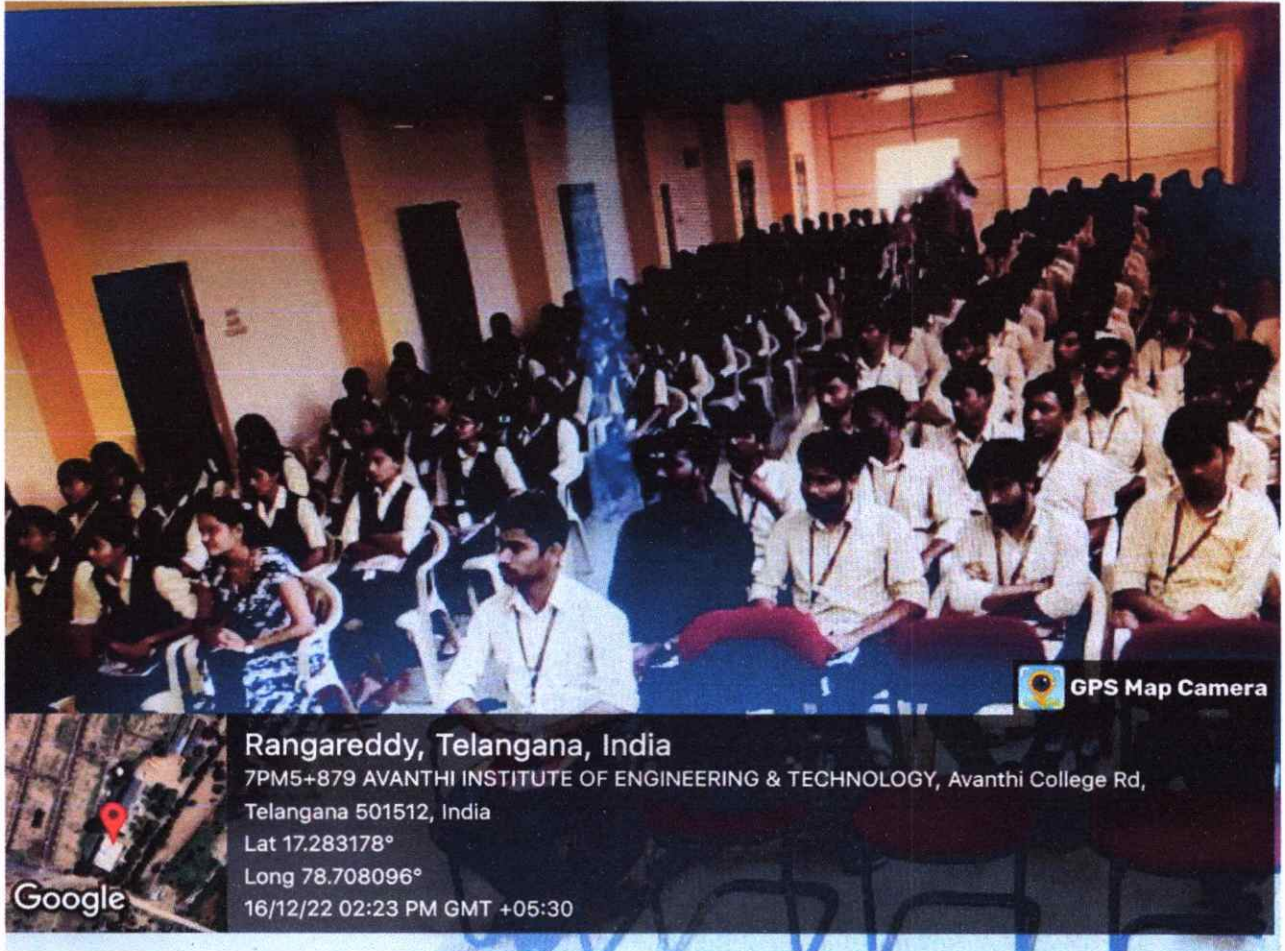 GPS Map Camera
Rangareddy, Telangana, India
7PM5+879 AVANTHI INSTITUTE OF ENGINEERING & TECHNOLOGY, Avanthi College Rd,
Telangana 501512, India
Lat 17.283178°
Long 78.708096°
16/12/22 02:23 PM GMT +05:30
Google